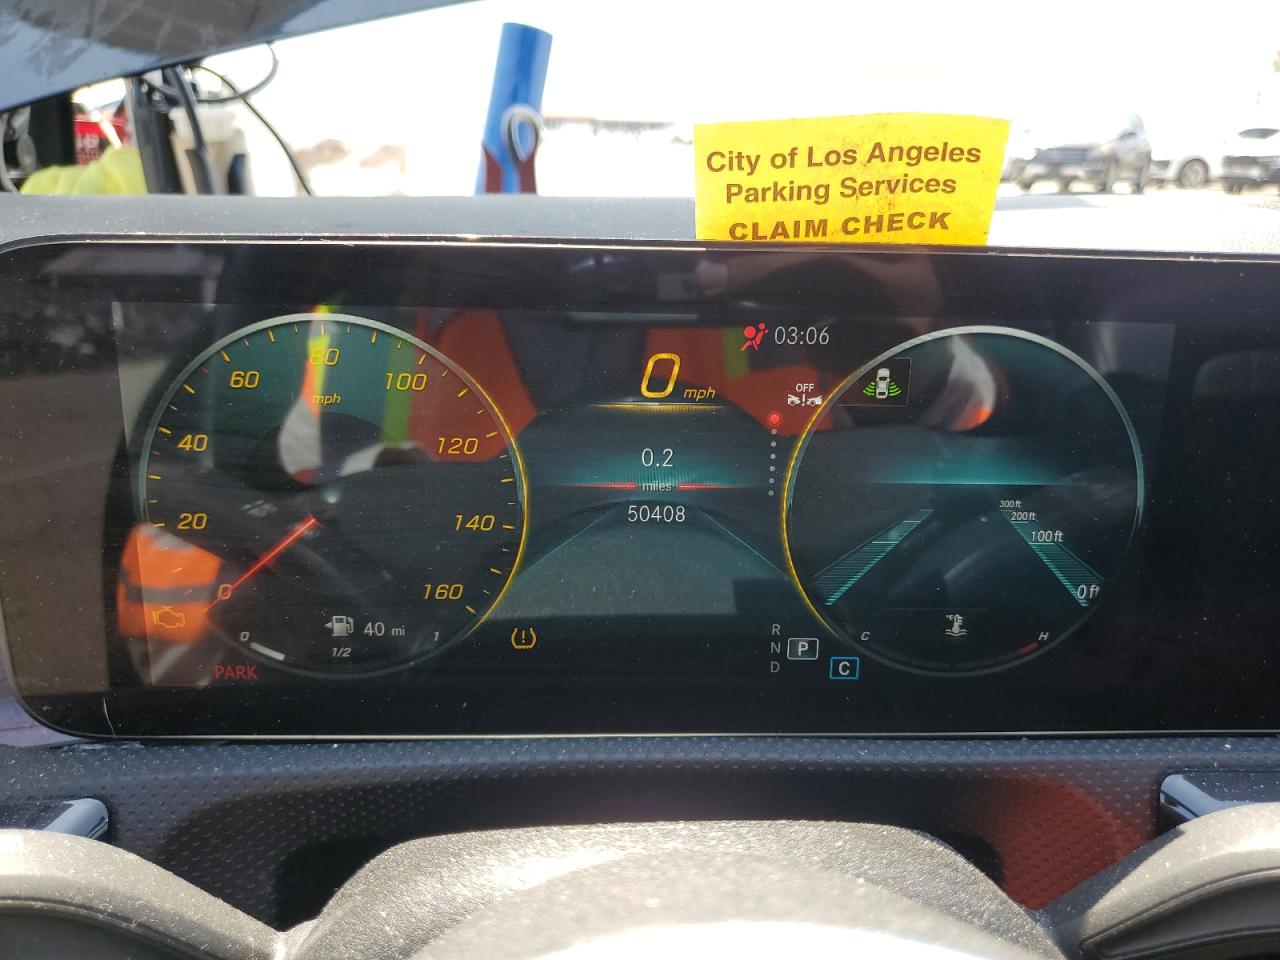 City of Los Angeles
Parking Services
CLAIM CHECK
03:06
0 mph
OFF
0.2
miles
50408
0
20
40
60
80
100
120
140
160
mph
0
1
1/2
40 mi
PARK
R
N P
D
C
300 ft
200 ft
100 ft
0 ft
C
H
°F/°C